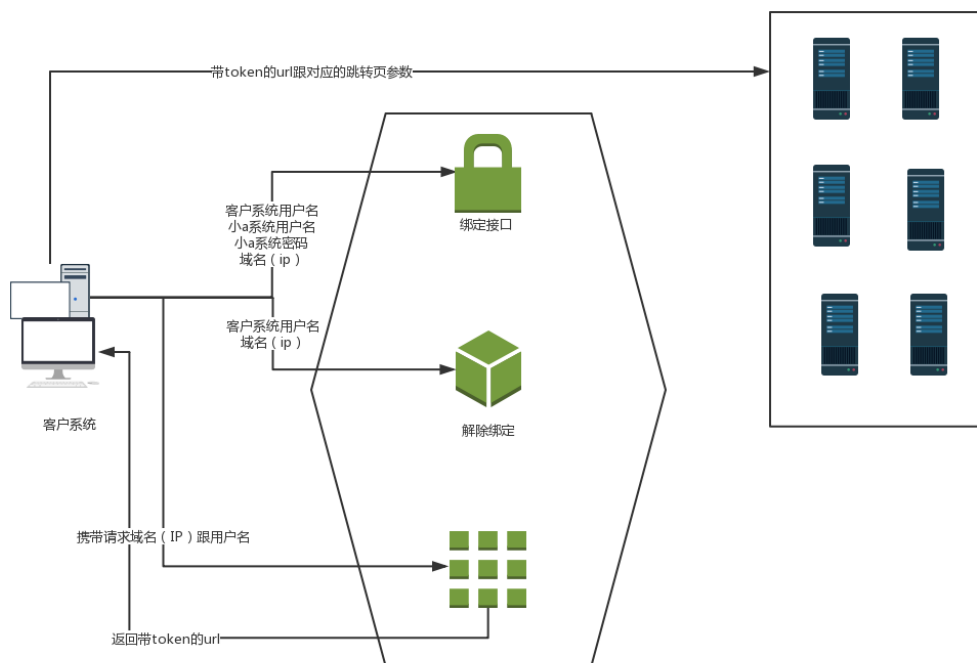 带token的url跟对应的跳转页参数
客户系统用户名
小a系统用户名
小a系统密码
域名（ip）
绑定接口
客户系统用户名
域名（ip）
客户系统
解除绑定
携带请求域名（IP）跟用户名
返回带token的url